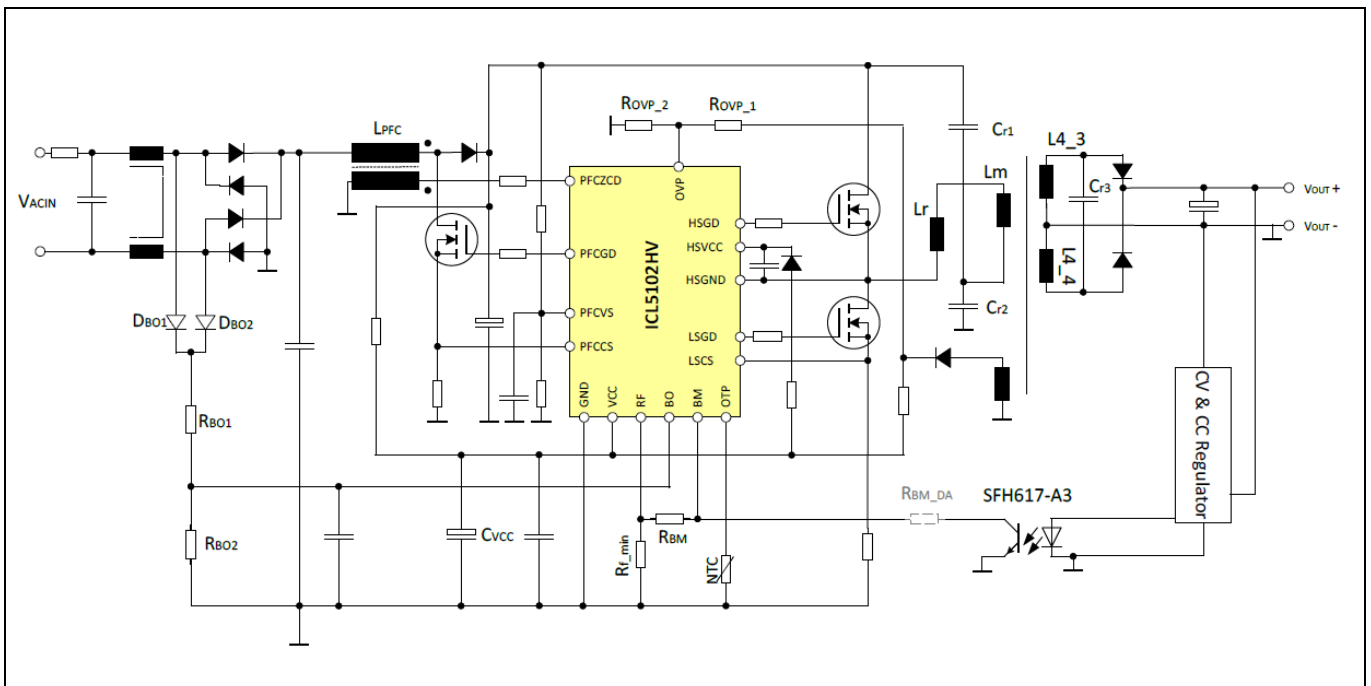 ROVP_2
ROVP_1
Cr1
L4_3
LPFC
PFCZCD
OVP
Lm
Cr3
VOUT +
VACIN
HSGD
Lr
VOUT -
PFCGD
HSVCC
ICL5102HV
HSGND
L4_4
Cr2
DBO1
DBO2
PFCVS
LSGD
PFCCS
LSCS
GND
VCC
RF
BO
BM
OTP
CV & CC Regulator
RBO1
RBM_DA
SFH617-A3
RBO2
CVCC
RBM
Rf_min
NTC